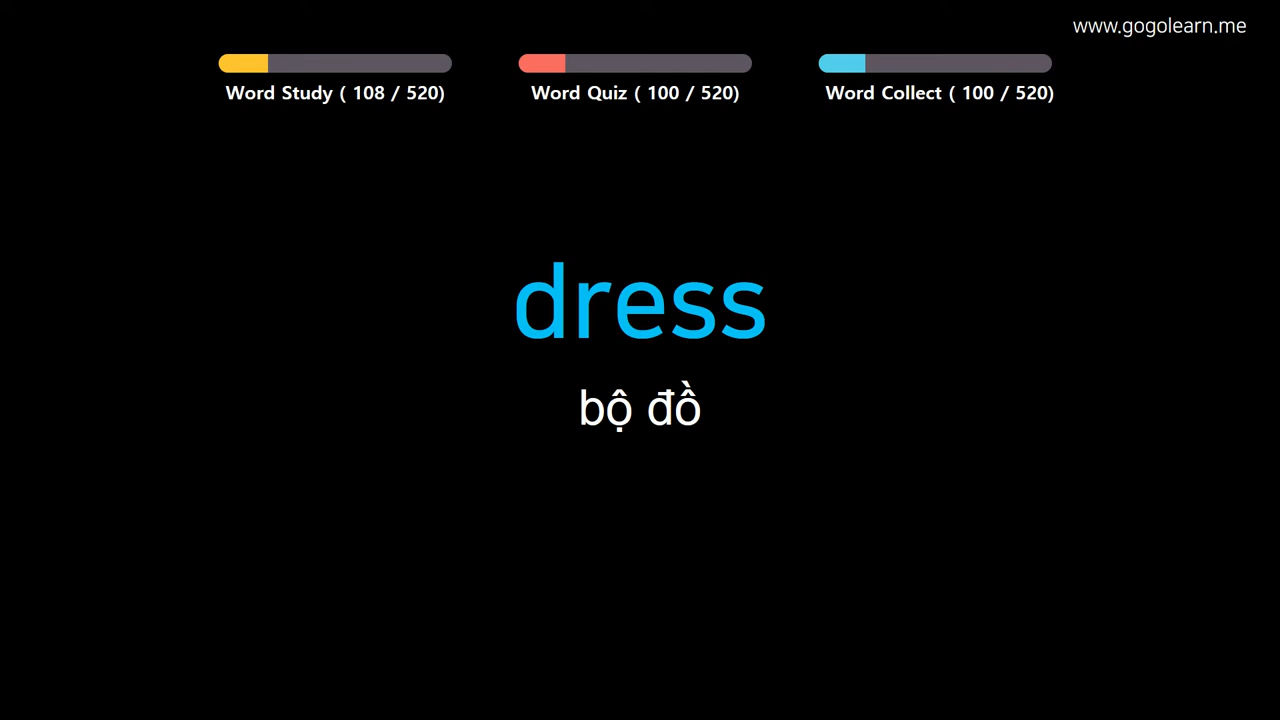 www.gogolearn.me
Word Study ( 108 / 520)
Word Quiz ( 100 / 520)
Word Collect ( 100 / 520)
dress
bộ đồ